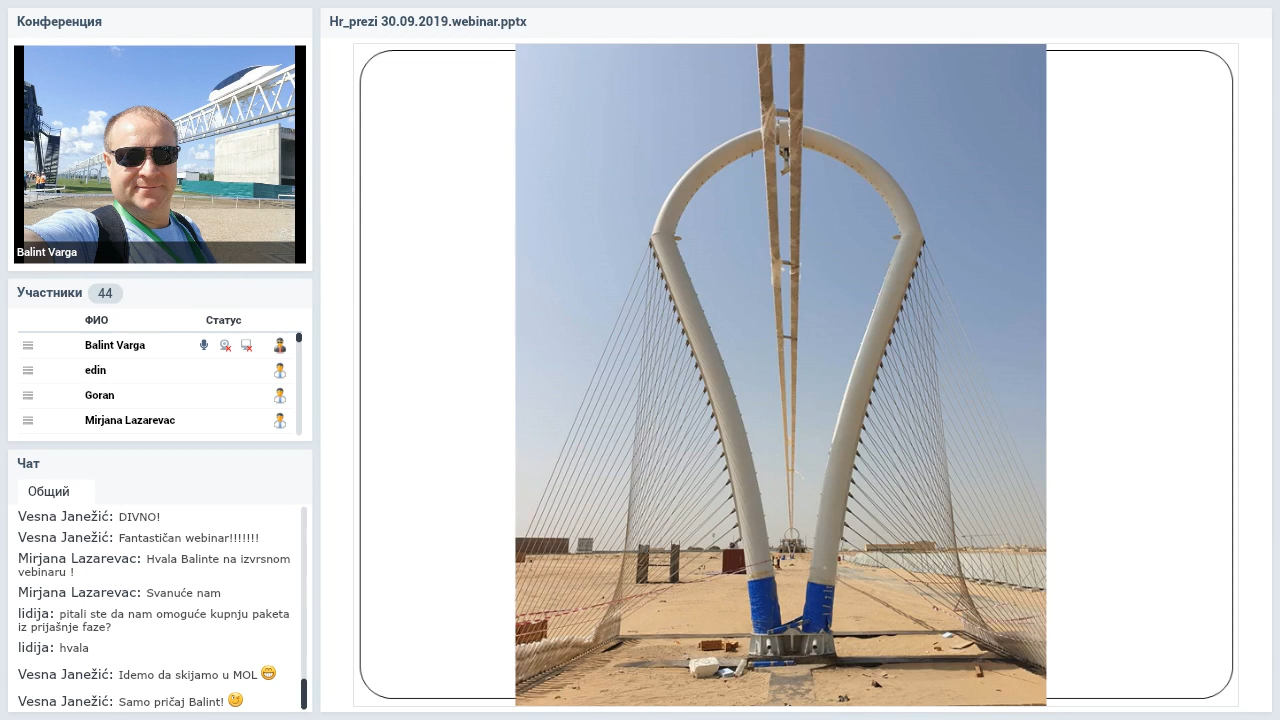 Конференция
Hr_prezi 30.09.2019.webinar.pptx
Balint Varga
Участники 44
ФИО Статус
Balint Varga
edin
Goran
Mirjana Lazarevac
Чат
Общий
Vesna Janežić: DIVNO!
Vesna Janežić: Fantastičan webinar!!!!!!!
Mirjana Lazarevac: Hvala Balinte na izvrsnom
vebinaru !
Mirjana Lazarevac: Svanuće nam
lidija: pitali ste da nam omoguće kupnju paketa
iz prijašnje faze?
lidija: hvala
Vesna Janežić: Idemo da skijamo u MOL
Vesna Janežić: Samo pričaj Balint!